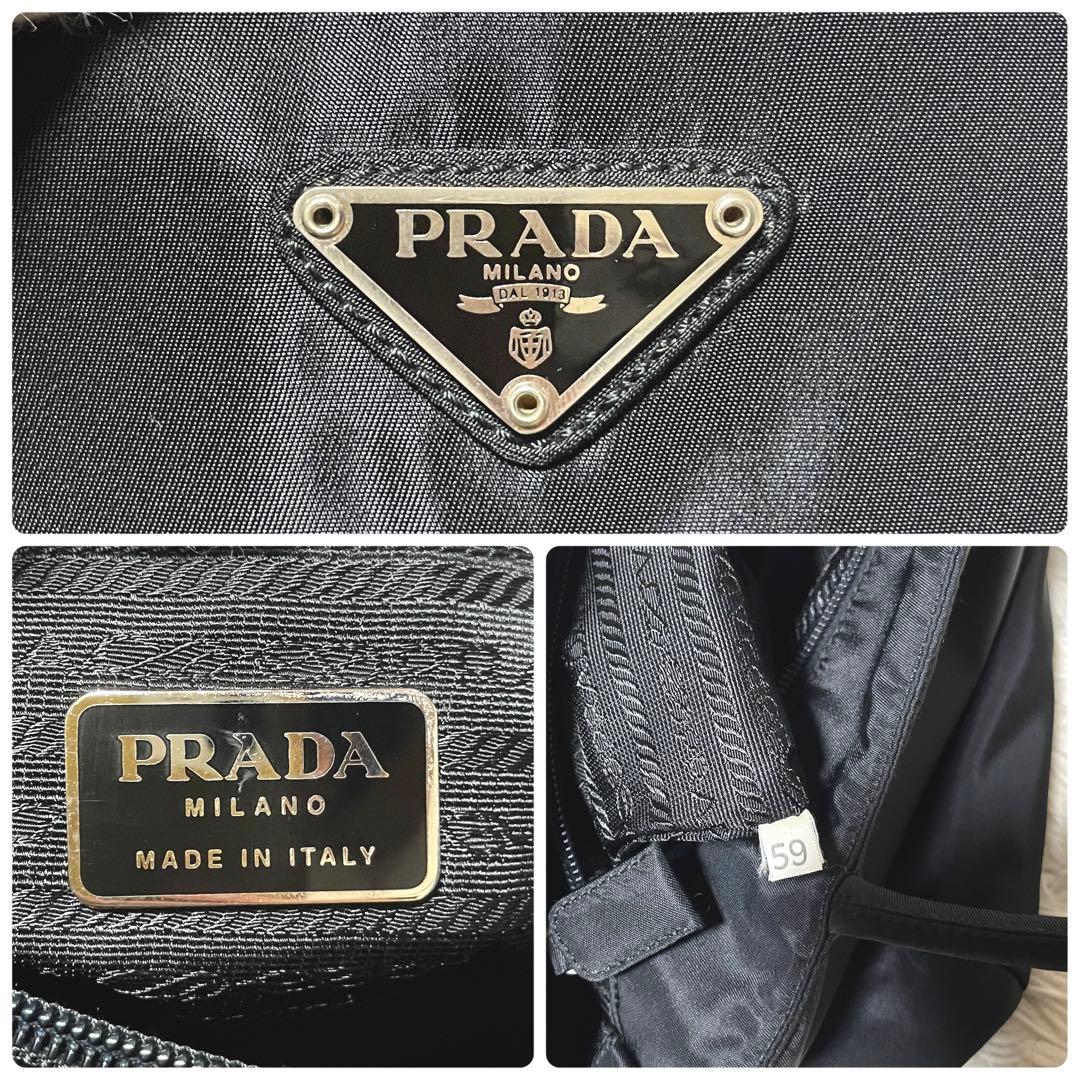 PRADA
MILANO
DAL 1913
PRADA
MILANO
MADE IN ITALY
59